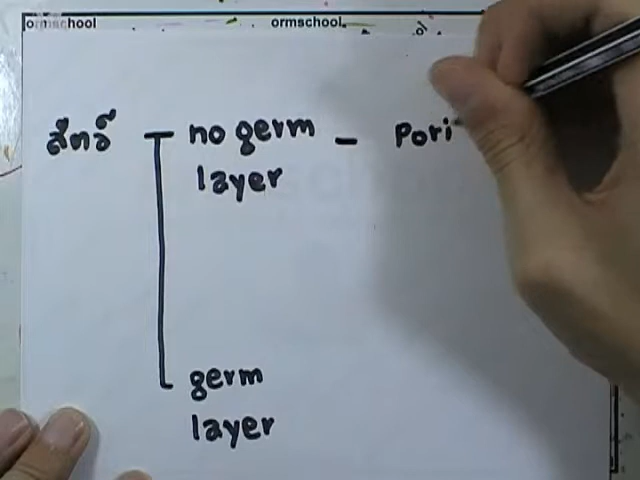 ormschool ormschool
สัตว์ no germ layer - Pori
germ layer